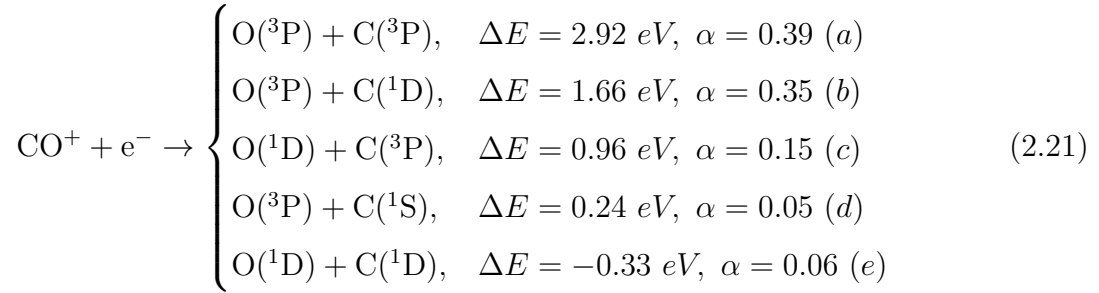 O(³P) + C(³P), ΔE = 2.92 eV, α = 0.39 (a)
O(³P) + C(¹D), ΔE = 1.66 eV, α = 0.35 (b)
CO⁺ + e⁻ → { O(¹D) + C(³P), ΔE = 0.96 eV, α = 0.15 (c) (2.21)
O(³P) + C(¹S), ΔE = 0.24 eV, α = 0.05 (d)
O(¹D) + C(¹D), ΔE = −0.33 eV, α = 0.06 (e)